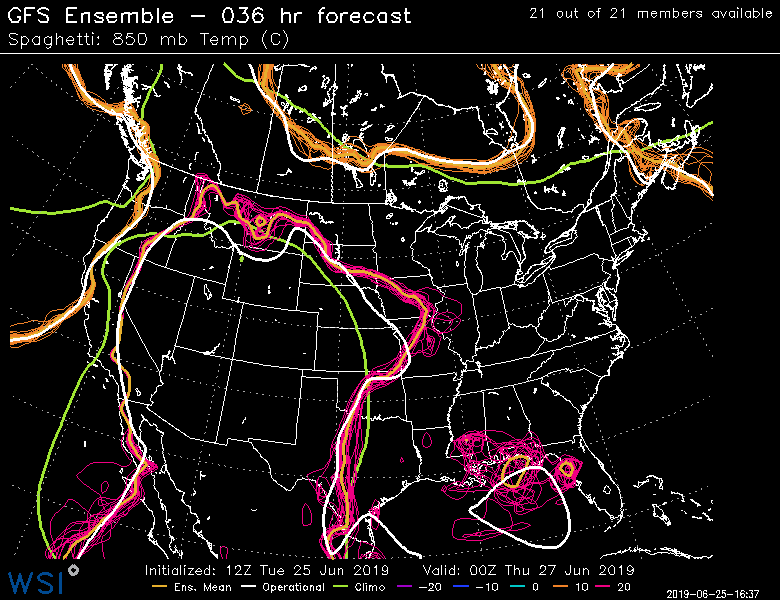 GFS Ensemble – 036 hr forecast
21 out of 21 members available
Spaghetti: 850 mb Temp (C)
Initialized: 12Z Tue 25 Jun 2019 Valid: 00Z Thu 27 Jun 2019
WSI
Ens. Mean Operational Climo -20 -10 0 10 20
2019-06-25-16:37